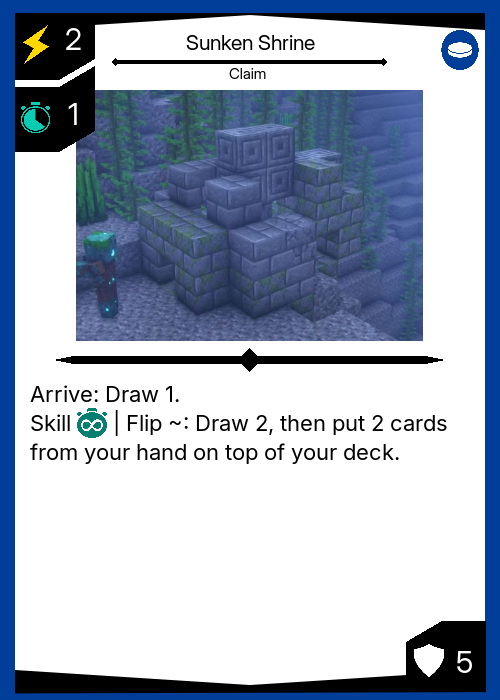 2
Sunken Shrine
Claim
1
Arrive: Draw 1.
Skill | Flip ~: Draw 2, then put 2 cards
from your hand on top of your deck.
5